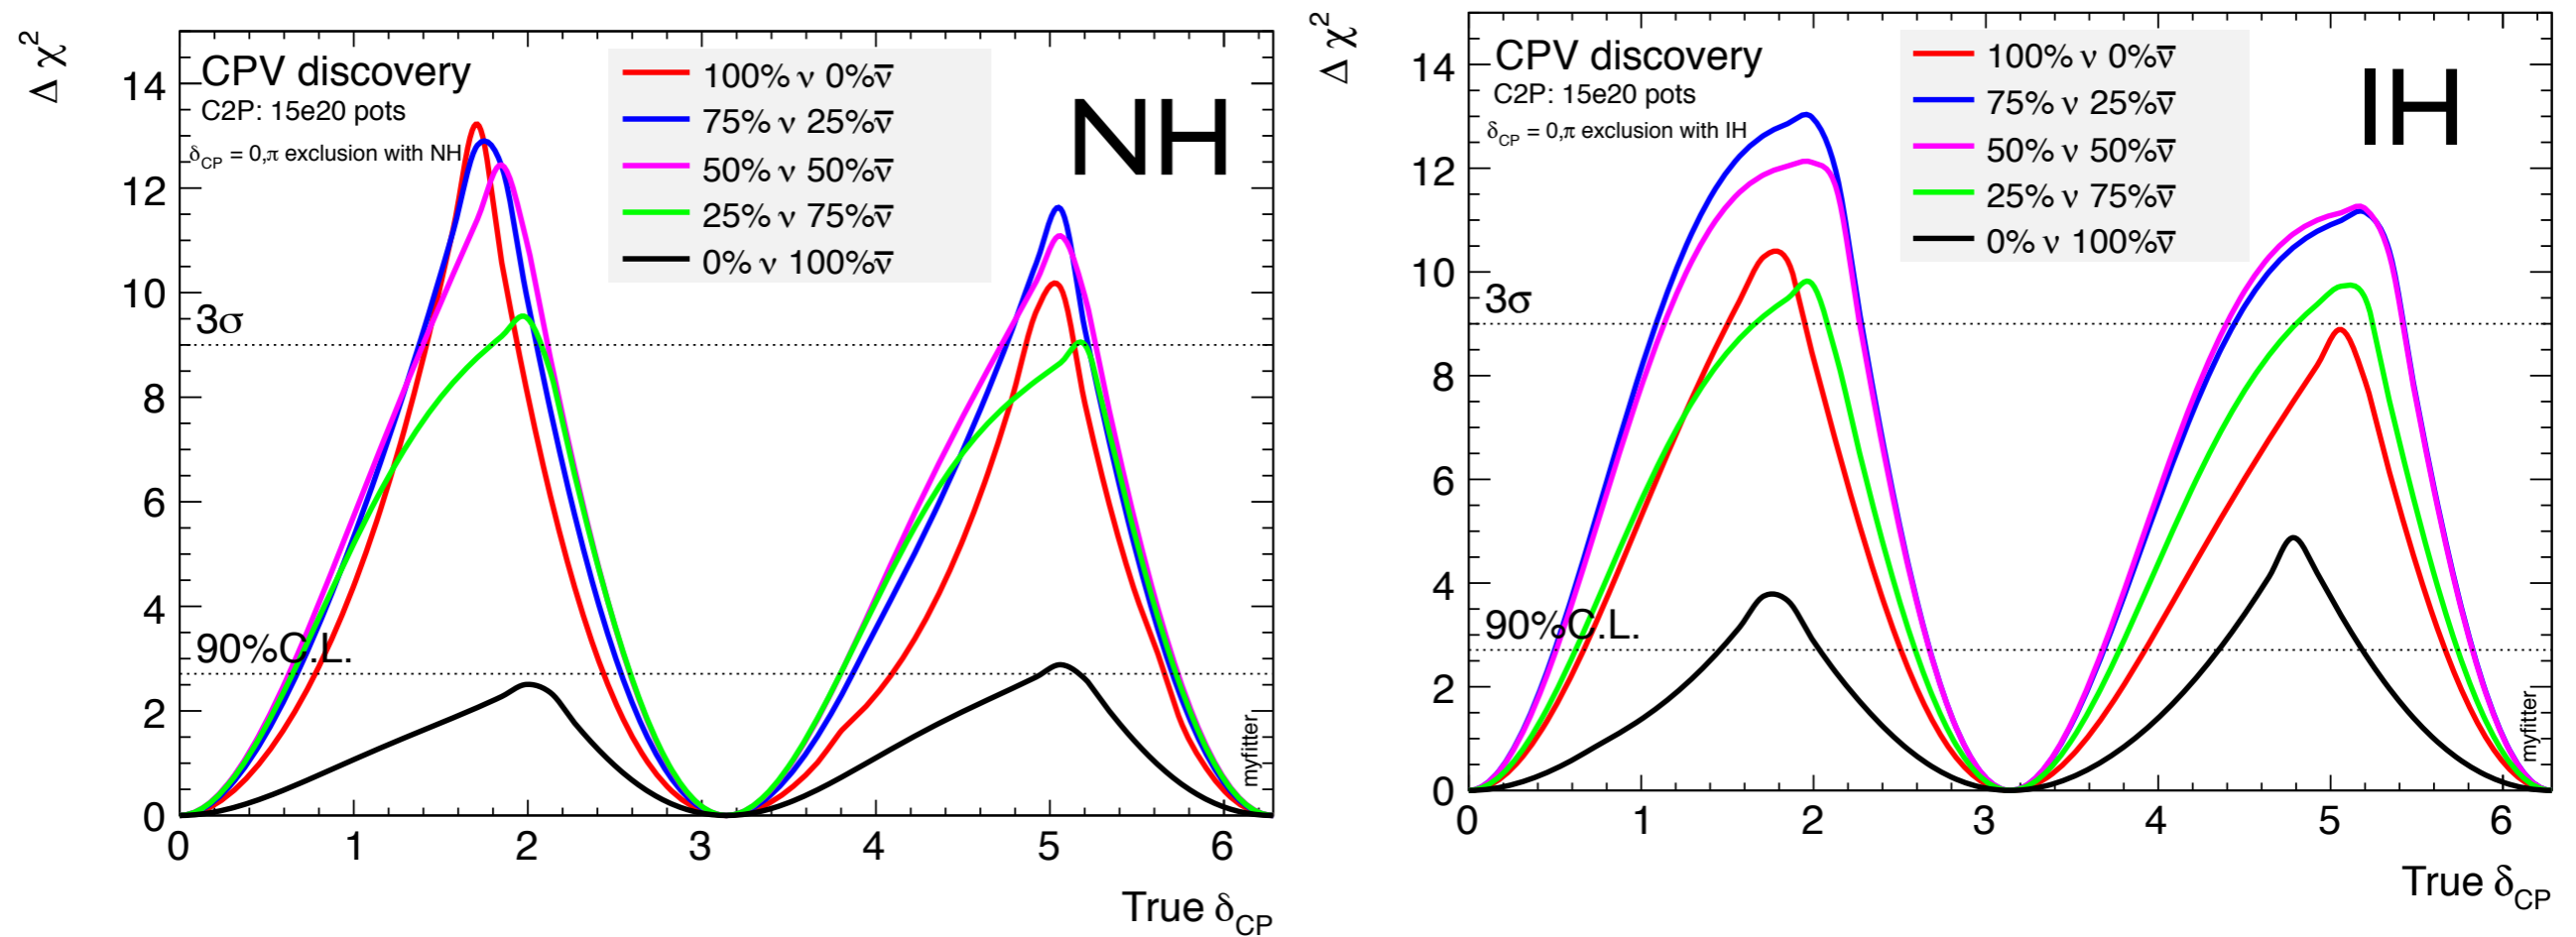 Δ χ²
14
12
10
8
6
4
2
0
CPV discovery
C2P: 15e20 pots
δCP = 0,π exclusion with NH
100% ν 0%ν̅
75% ν 25%ν̅
50% ν 50%ν̅
25% ν 75%ν̅
0% ν 100%ν̅
NH
3σ
90%C.L.
myfitter
0 1 2 3 4 5 6
True δCP
Δ χ²
14
12
10
8
6
4
2
0
CPV discovery
C2P: 15e20 pots
δCP = 0,π exclusion with IH
100% ν 0%ν̅
75% ν 25%ν̅
50% ν 50%ν̅
25% ν 75%ν̅
0% ν 100%ν̅
IH
3σ
90%C.L.
myfitter
0 1 2 3 4 5 6
True δCP